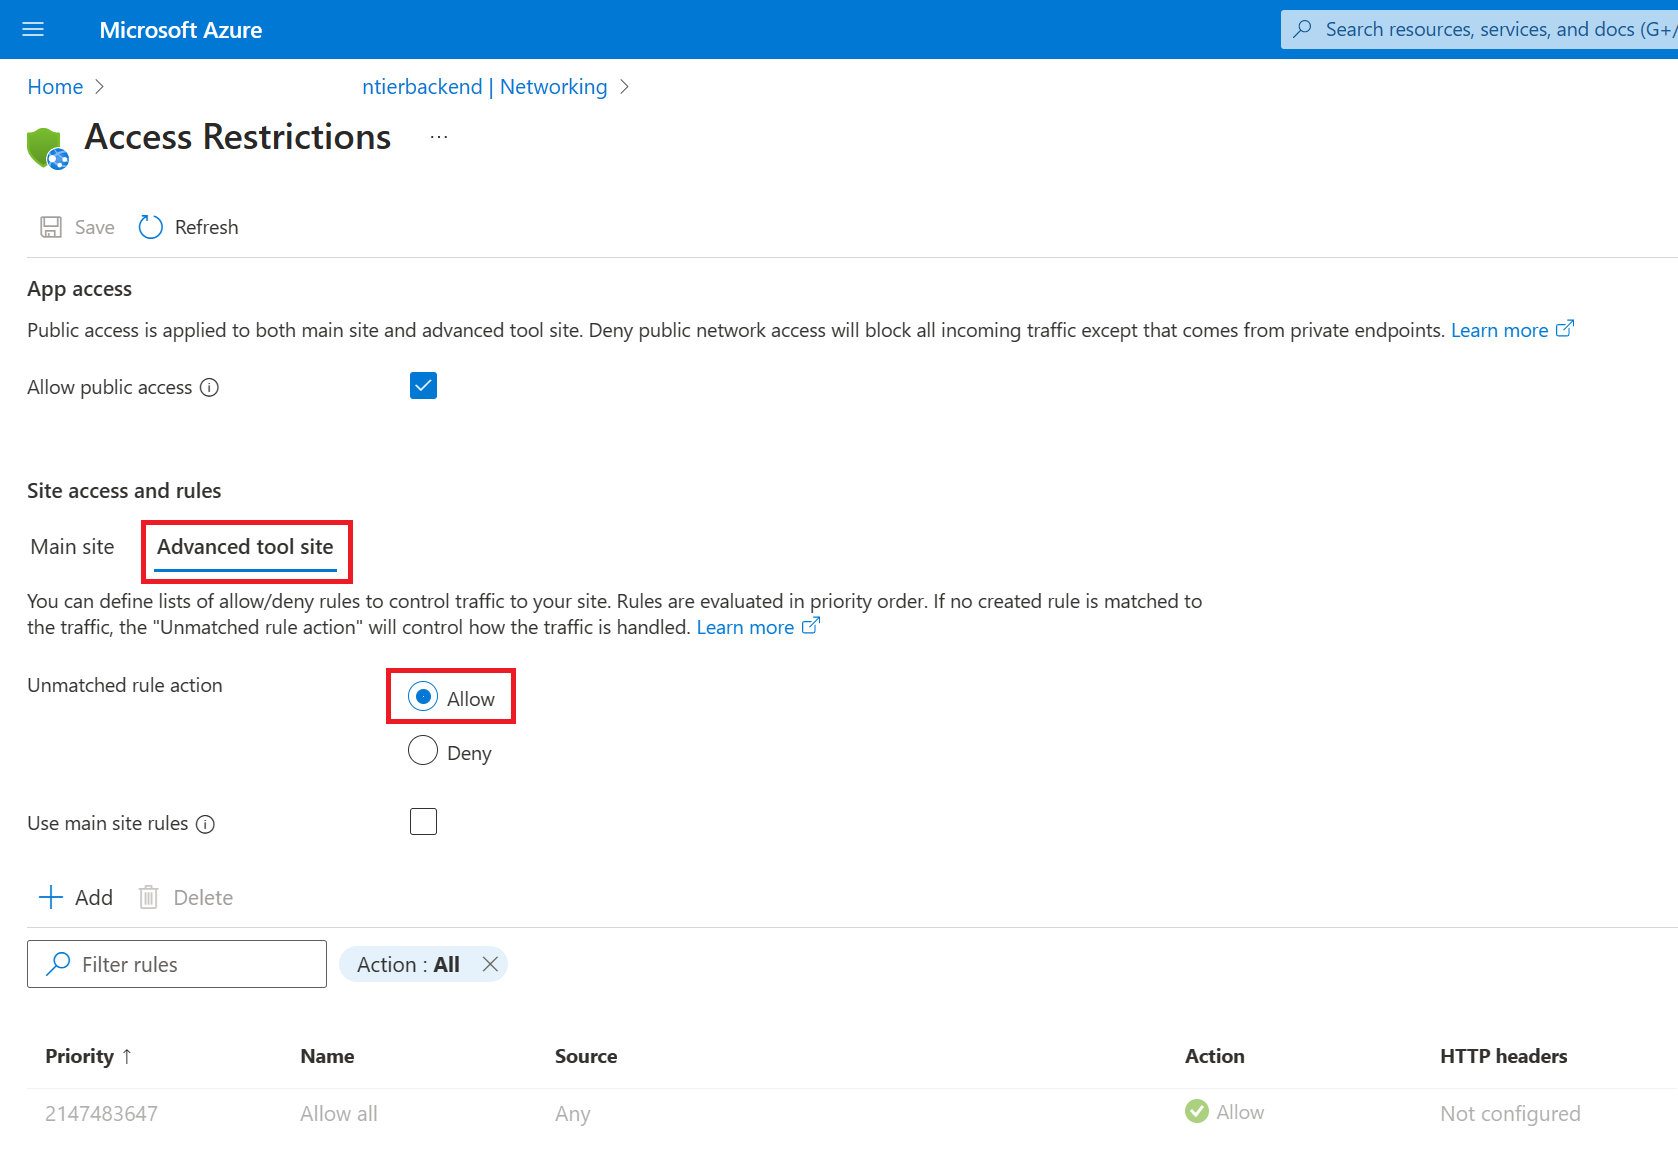 Microsoft Azure
Search resources, services, and docs (G+/
Home > ntierbackend | Networking >
Access Restrictions ...
Save Refresh
App access
Public access is applied to both main site and advanced tool site. Deny public network access will block all incoming traffic except that comes from private endpoints. Learn more
Allow public access
Site access and rules
Main site Advanced tool site
You can define lists of allow/deny rules to control traffic to your site. Rules are evaluated in priority order. If no created rule is matched to
the traffic, the "Unmatched rule action" will control how the traffic is handled. Learn more
Unmatched rule action
Allow
Deny
Use main site rules
Add Delete
Filter rules Action : All
Priority ↑ Name Source Action HTTP headers
2147483647 Allow all Any Allow Not configured